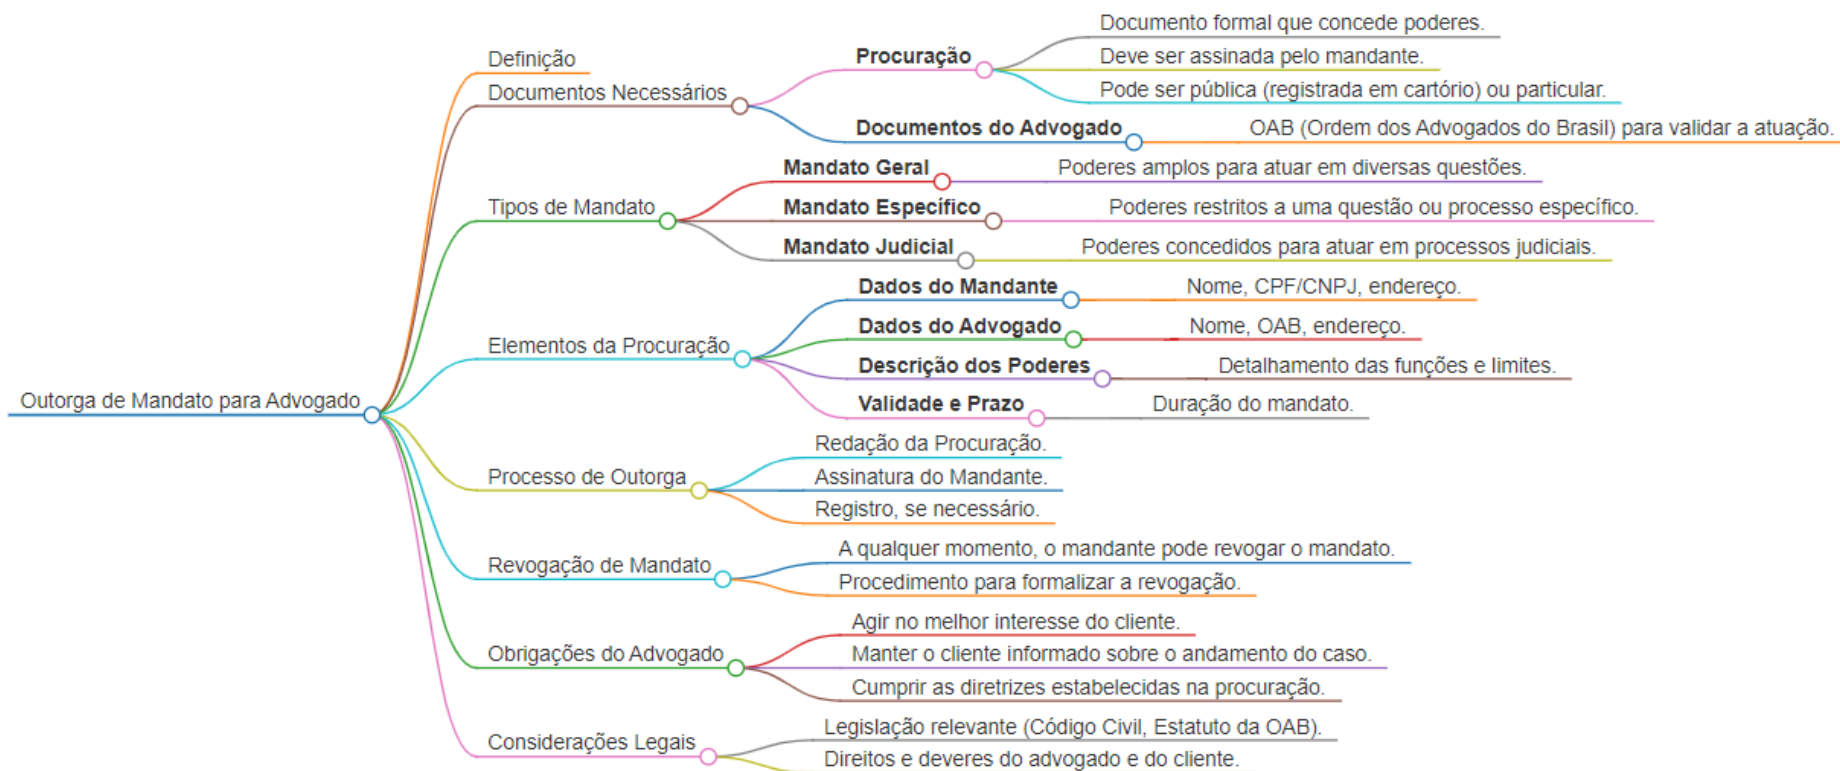 Outorga de Mandato para Advogado
Definição
Documentos Necessários
Procuração
Documento formal que concede poderes.
Deve ser assinada pelo mandante.
Pode ser pública (registrada em cartório) ou particular.
Documentos do Advogado
OAB (Ordem dos Advogados do Brasil) para validar a atuação.
Tipos de Mandato
Mandato Geral
Poderes amplos para atuar em diversas questões.
Mandato Específico
Poderes restritos a uma questão ou processo específico.
Mandato Judicial
Poderes concedidos para atuar em processos judiciais.
Elementos da Procuração
Dados do Mandante
Nome, CPF/CNPJ, endereço.
Dados do Advogado
Nome, OAB, endereço.
Descrição dos Poderes
Detalhamento das funções e limites.
Validade e Prazo
Duração do mandato.
Processo de Outorga
Redação da Procuração.
Assinatura do Mandante.
Registro, se necessário.
Revogação de Mandato
A qualquer momento, o mandante pode revogar o mandato.
Procedimento para formalizar a revogação.
Obrigações do Advogado
Agir no melhor interesse do cliente.
Manter o cliente informado sobre o andamento do caso.
Cumprir as diretrizes estabelecidas na procuração.
Considerações Legais
Legislação relevante (Código Civil, Estatuto da OAB).
Direitos e deveres do advogado e do cliente.